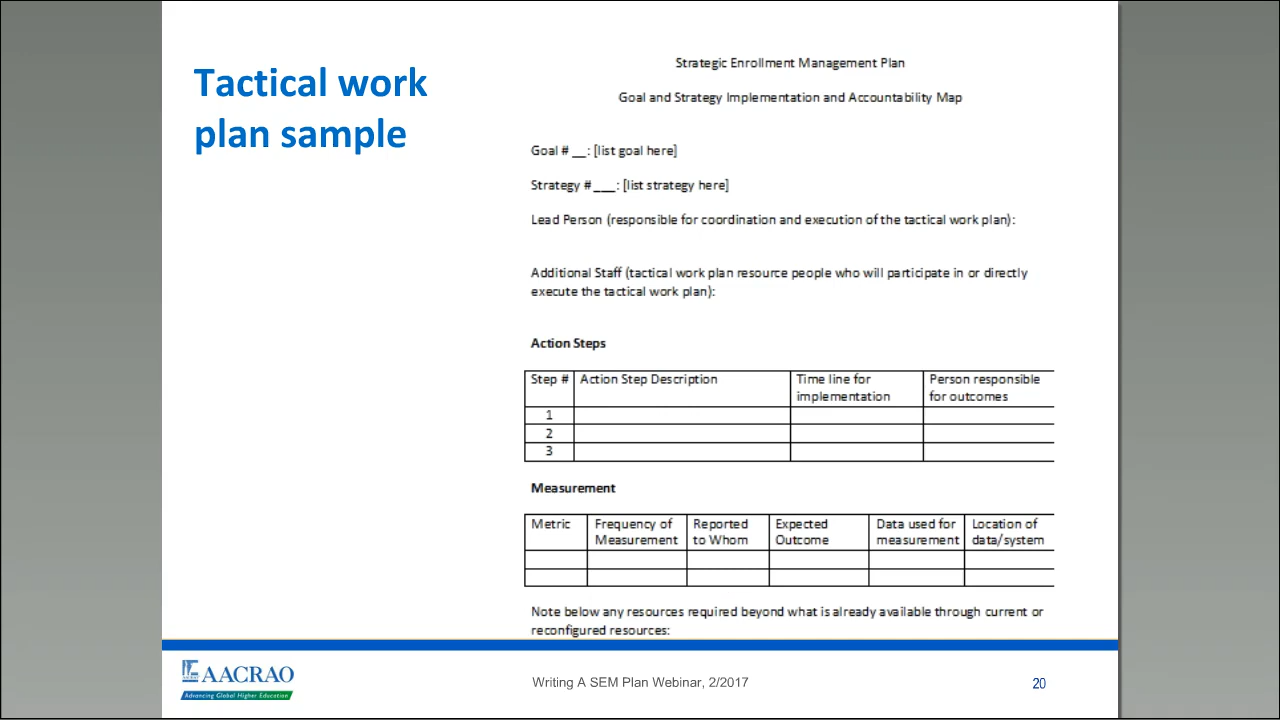 Tactical work
plan sample
Strategic Enrollment Management Plan
Goal and Strategy Implementation and Accountability Map
Goal # __: [list goal here]
Strategy # ___: [list strategy here]
Lead Person (responsible for coordination and execution of the tactical work plan):
Additional Staff (tactical work plan resource people who will participate in or directly
execute the tactical work plan):
Action Steps
Step # Action Step Description Time line for implementation Person responsible for outcomes
1
2
3
Measurement
Metric Frequency of Measurement Reported to Whom Expected Outcome Data used for measurement Location of data/system
Note below any resources required beyond what is already available through current or
reconfigured resources:
AACRAO
Advancing Global Higher Education
Writing A SEM Plan Webinar, 2/2017
20